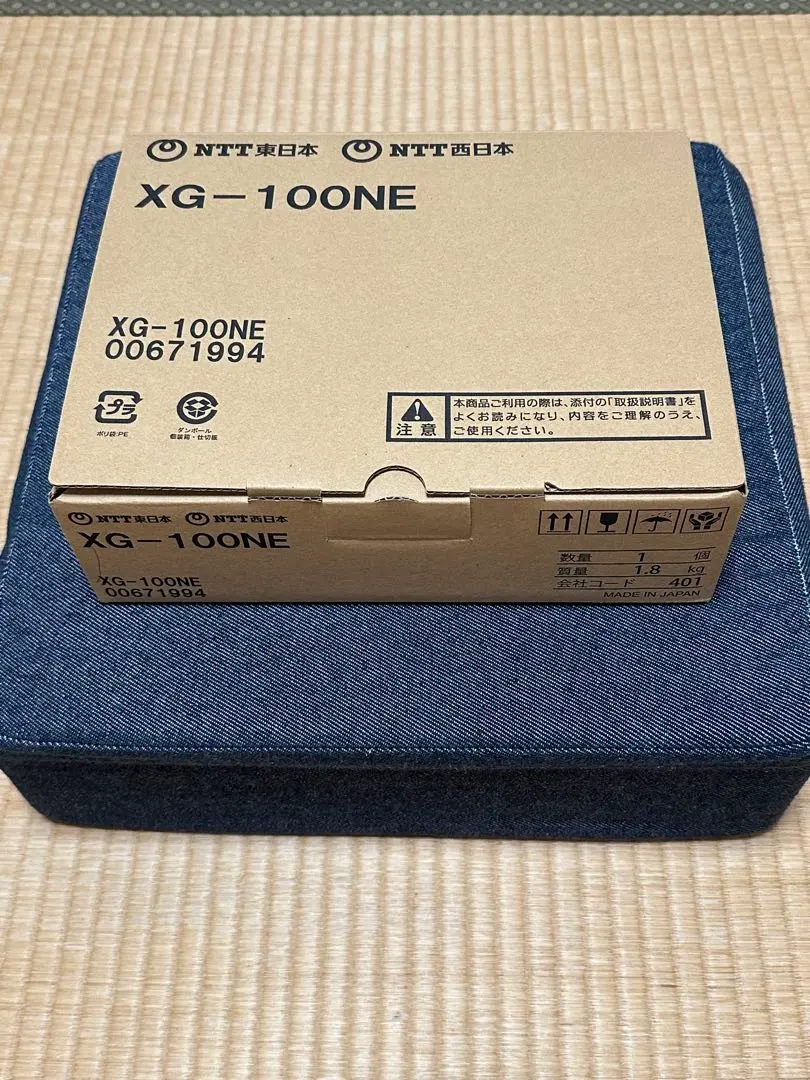 NTT東日本 NTT西日本
XG-100NE
XG-100NE
00671994
プラ
ポリ袋:PE
ダンボール
個装箱・仕切板
注意
本商品ご利用の際は、添付の「取扱説明書」を
よくお読みになり、内容をご理解のうえ、
ご使用ください。
NTT東日本 NTT西日本
XG-100NE
XG-100NE
00671994
数量 1 個
質量 1.8 kg
会社コード 401
MADE IN JAPAN